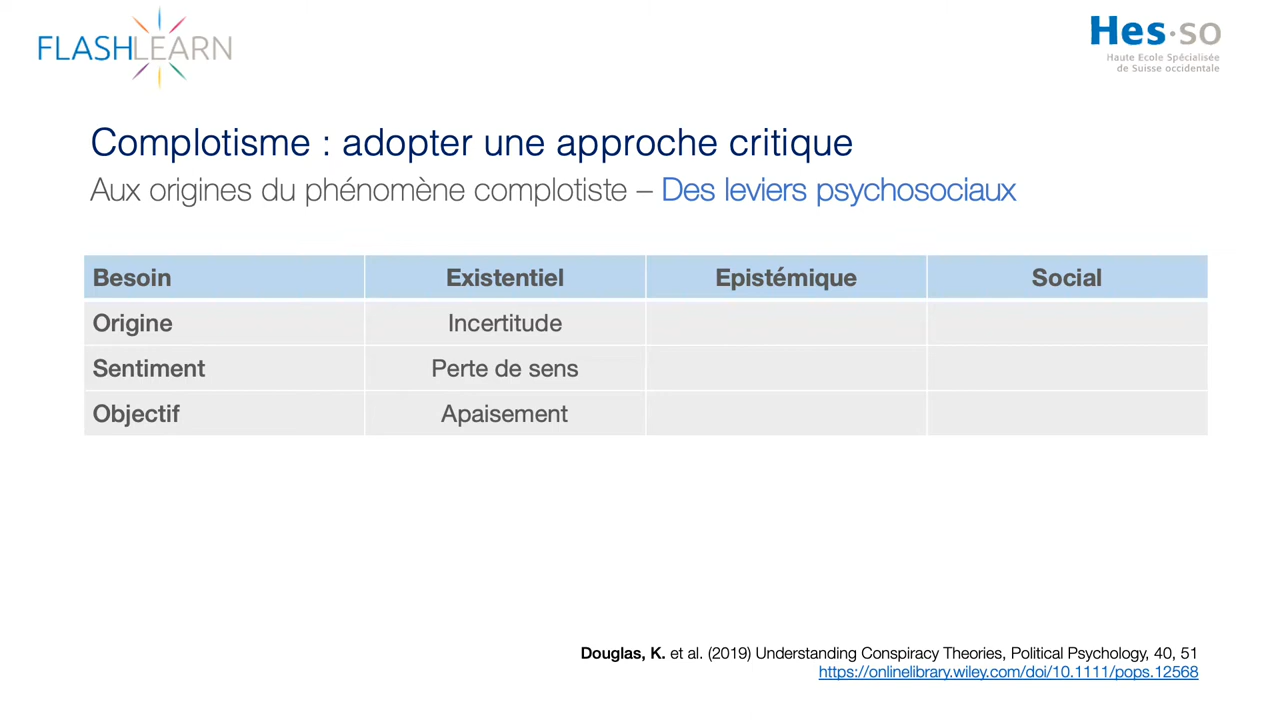 FLASHLEARN
Hes·so
Haute Ecole Spécialisée
de Suisse occidentale
Complotisme : adopter une approche critique
Aux origines du phénomène complotiste – Des leviers psychosociaux
Besoin Existentiel Epistémique Social
Origine Incertitude
Sentiment Perte de sens
Objectif Apaisement
Douglas, K. et al. (2019) Understanding Conspiracy Theories, Political Psychology, 40, 51
https://onlinelibrary.wiley.com/doi/10.1111/pops.12568